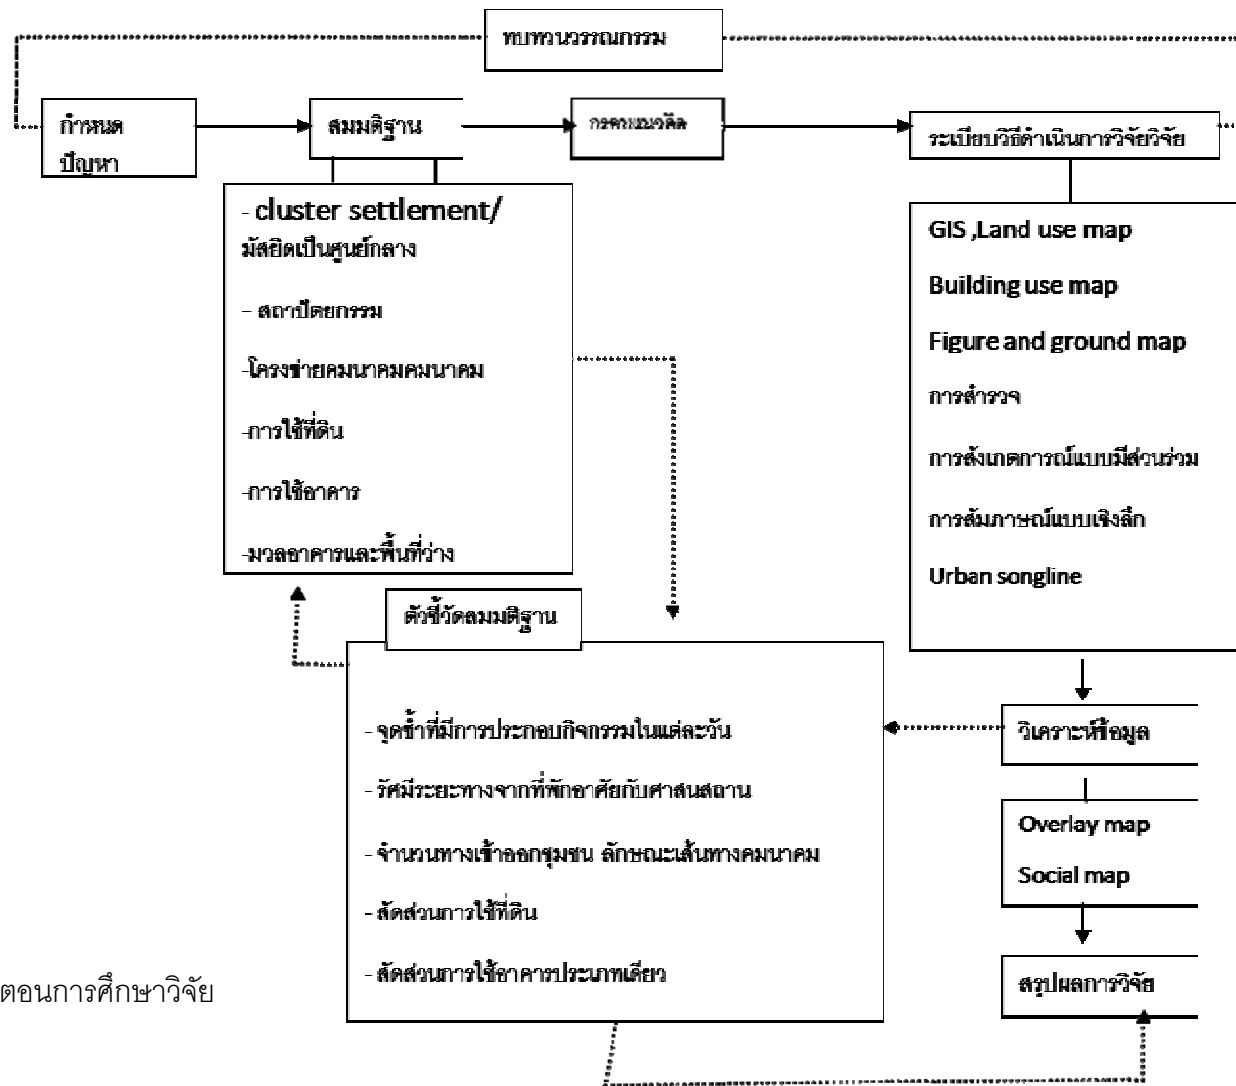 ทบทวนวรรณกรรม
กำหนด
ปัญหา
สมมติฐาน
กรอบแนวคิด
ระเบียบวิธีดำเนินการวิจัยวิจัย
- cluster settlement/
มัสยิดเป็นศูนย์กลาง
- สถาปัตยกรรม
-โครงข่ายคมนาคมคมนาคม
-การใช้ที่ดิน
-การใช้อาคาร
-มวลอาคารและพื้นที่ว่าง
GIS ,Land use map
Building use map
Figure and ground map
การสำรวจ
การสังเกตการณ์แบบมีส่วนร่วม
การสัมภาษณ์แบบเชิงลึก
Urban songline
ตัวชี้วัดสมมติฐาน
- จุดซ้ำที่มีการประกอบกิจกรรมในแต่ละวัน
- รัศมีระยะทางจากที่พักอาศัยกับศาสนสถาน
- จำนวนทางเข้าออกชุมชน ลักษณะเส้นทางคมนาคม
- สัดส่วนการใช้ที่ดิน
- สัดส่วนการใช้อาคารประเภทเดียว
วิเคราะห์ข้อมูล
Overlay map
Social map
สรุปผลการวิจัย
ตอนการศึกษาวิจัย